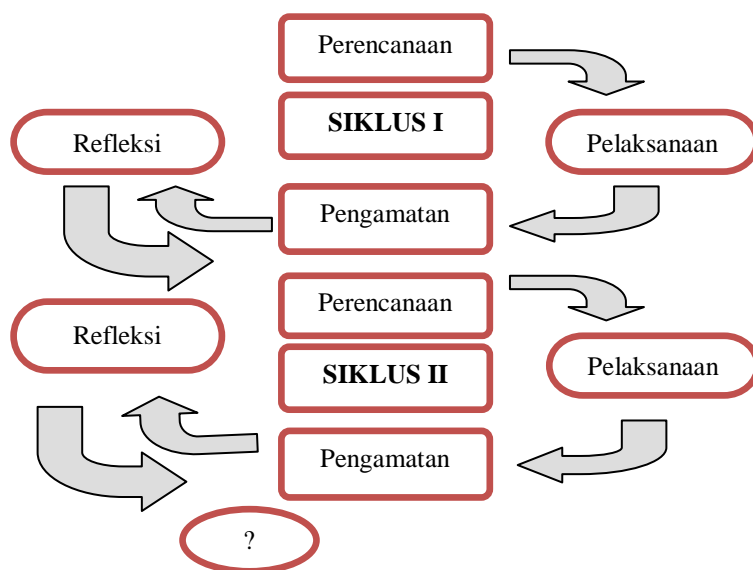 Perencanaan
SIKLUS I
Refleksi
Pelaksanaan
Pengamatan
Perencanaan
Refleksi
SIKLUS II
Pelaksanaan
Pengamatan
?